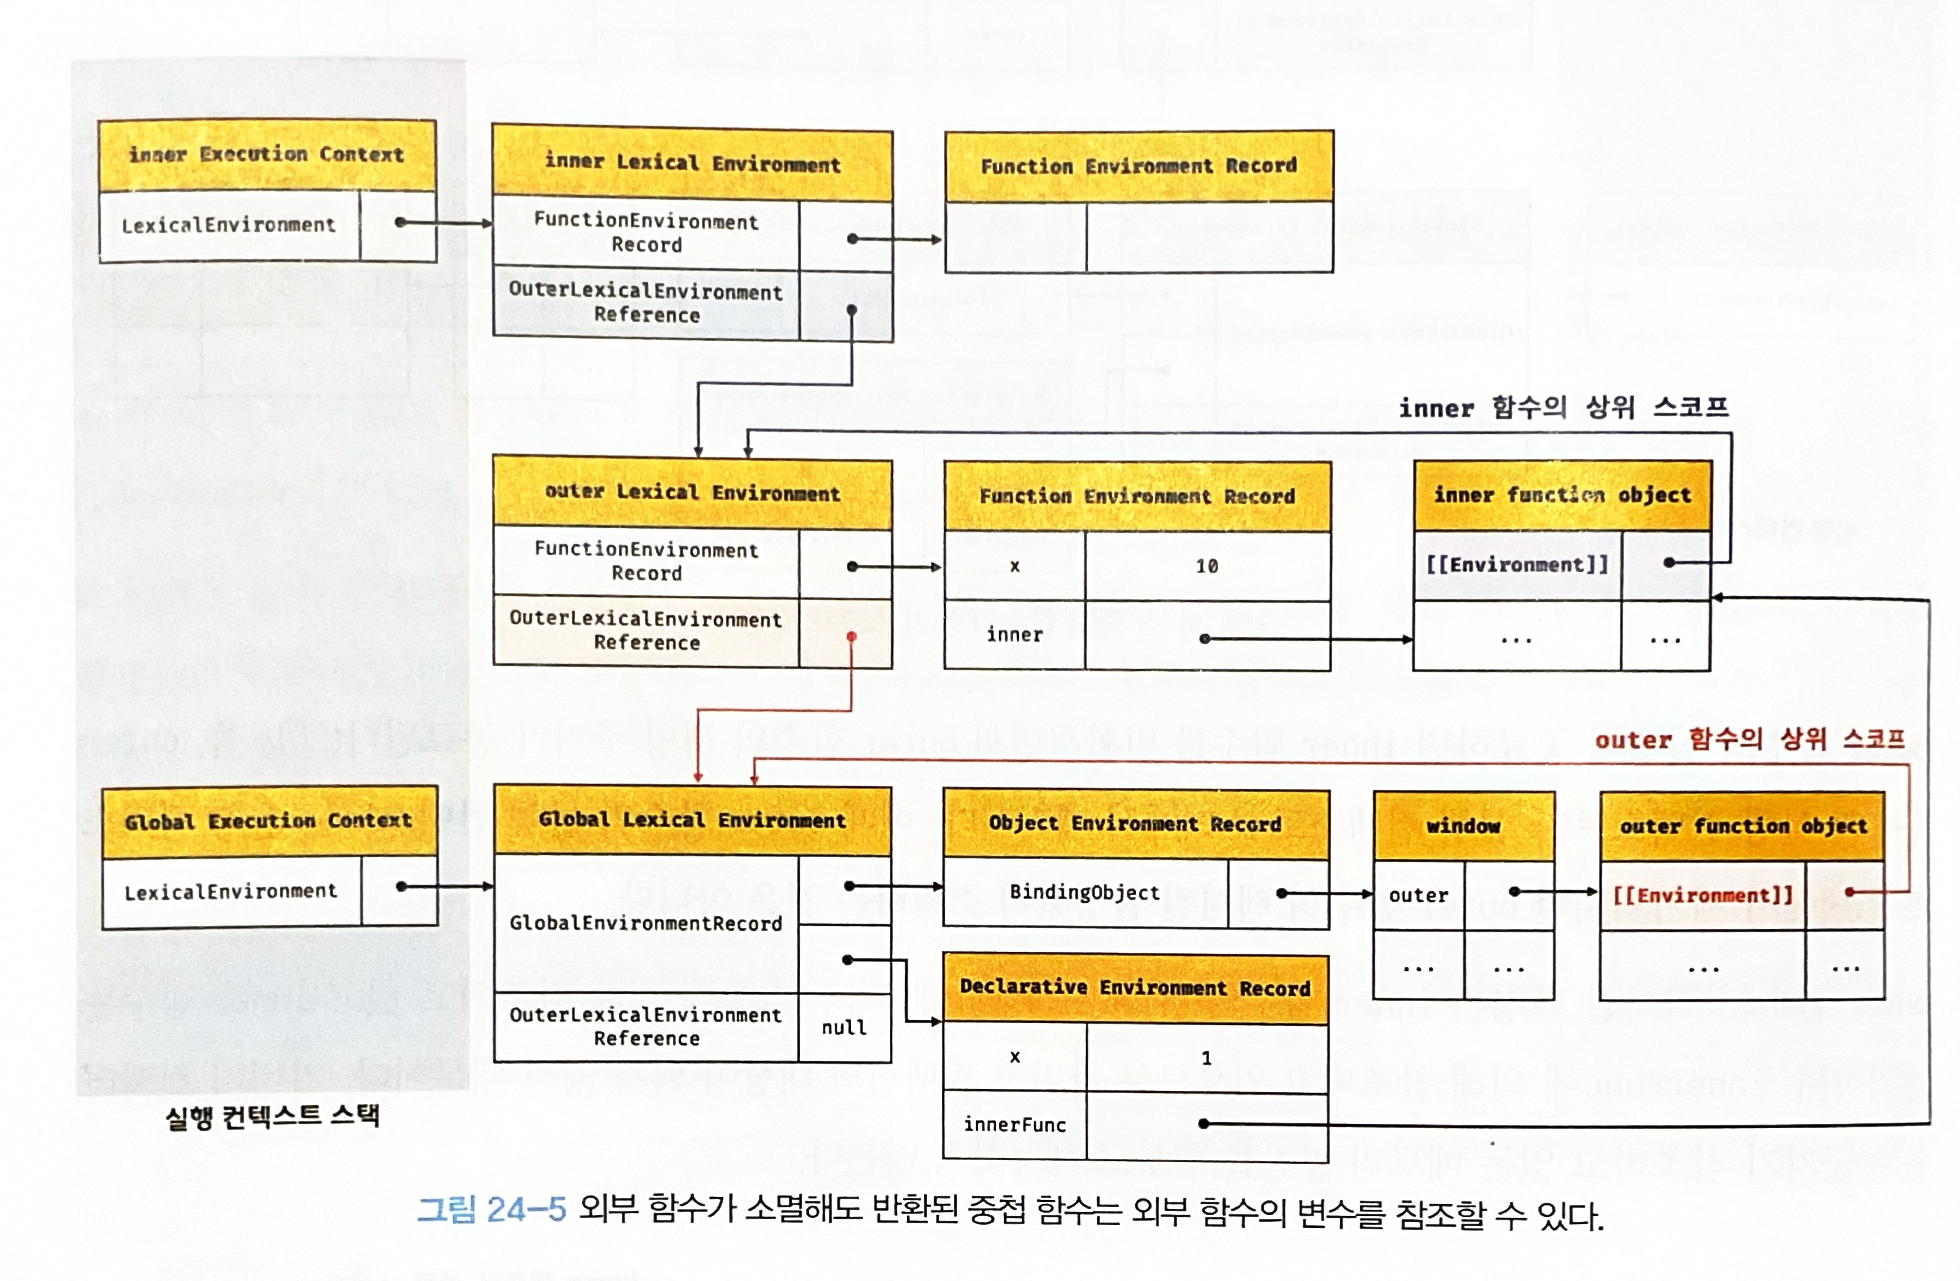 inner Execution Context
LexicalEnvironment
inner Lexical Environment
FunctionEnvironment
Record
OuterLexicalEnvironment
Reference
Function Environment Record
inner 함수의 상위 스코프
outer Lexical Environment
FunctionEnvironment
Record
OuterLexicalEnvironment
Reference
Function Environment Record
x 10
inner
inner function object
[[Environment]]
... ...
outer 함수의 상위 스코프
Global Execution Context
LexicalEnvironment
Global Lexical Environment
GlobalEnvironmentRecord
OuterLexicalEnvironment
Reference
null
Object Environment Record
BindingObject
window
outer
... ...
outer function object
[[Environment]]
... ...
Declarative Environment Record
x 1
innerFunc
실행 컨텍스트 스택
그림 24-5 외부 함수가 소멸해도 반환된 중첩 함수는 외부 함수의 변수를 참조할 수 있다.